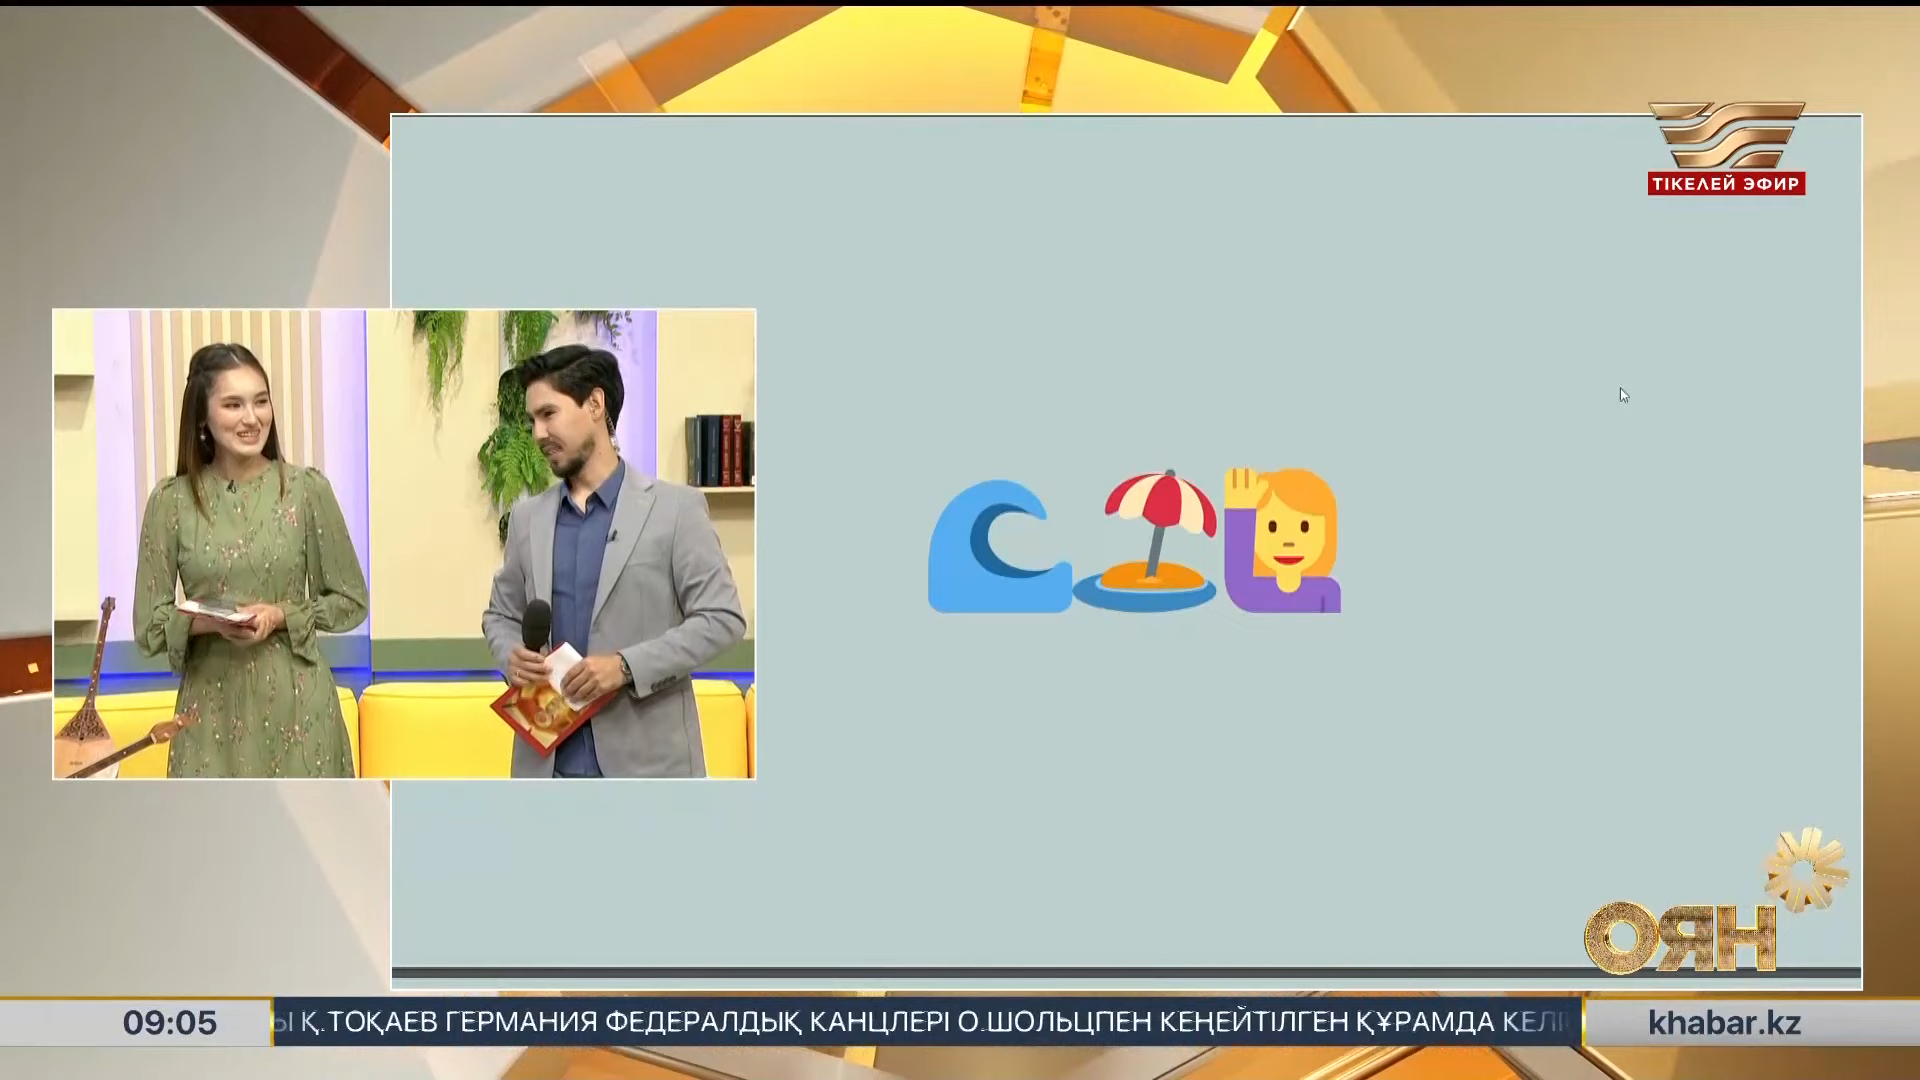 ТІКЕЛЕЙ ЭФИР
ОЯН
09:05
Қ.ТОҚАЕВ ГЕРМАНИЯ ФЕДЕРАЛДЫҚ КАНЦЛЕРІ О.ШОЛЬЦПЕН КЕҢЕЙТІЛГЕН ҚҰРАМДА
khabar.kz